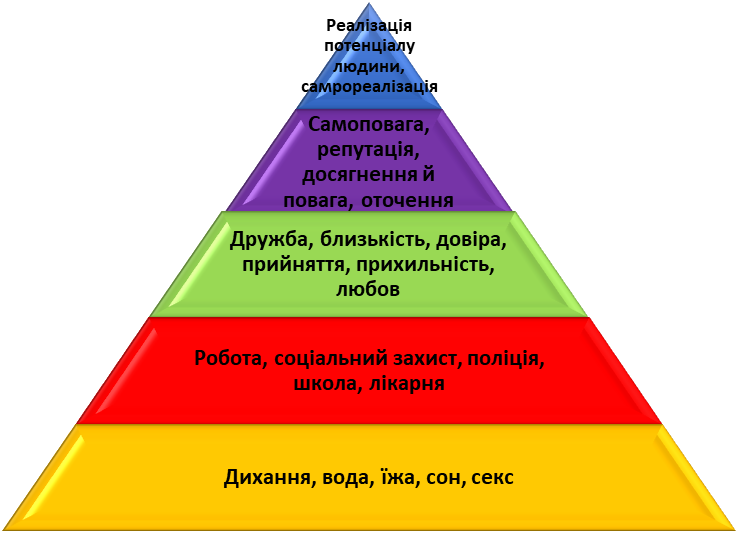 Реалізація
потенціалу
людини,
самрореалізація
Самоповага,
репутація,
досягнення й
повага, оточення
Дружба, близькість, довіра,
прийняття, прихильність,
любов
Робота, соціальний захист, поліція,
школа, лікарня
Дихання, вода, їжа, сон, секс